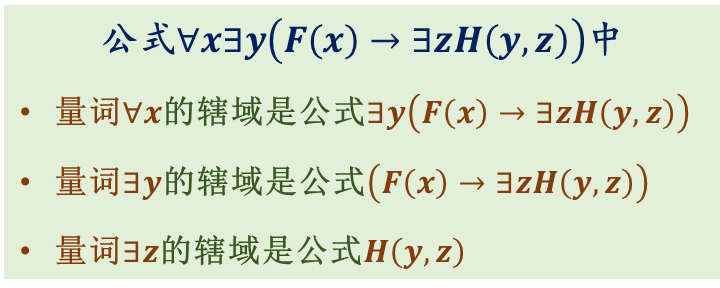 公式∀x∃y(F(x) → ∃zH(y,z))中
• 量词∀x的辖域是公式∃y(F(x) → ∃zH(y,z))
• 量词∃y的辖域是公式(F(x) → ∃zH(y,z))
• 量词∃z的辖域是公式H(y,z)